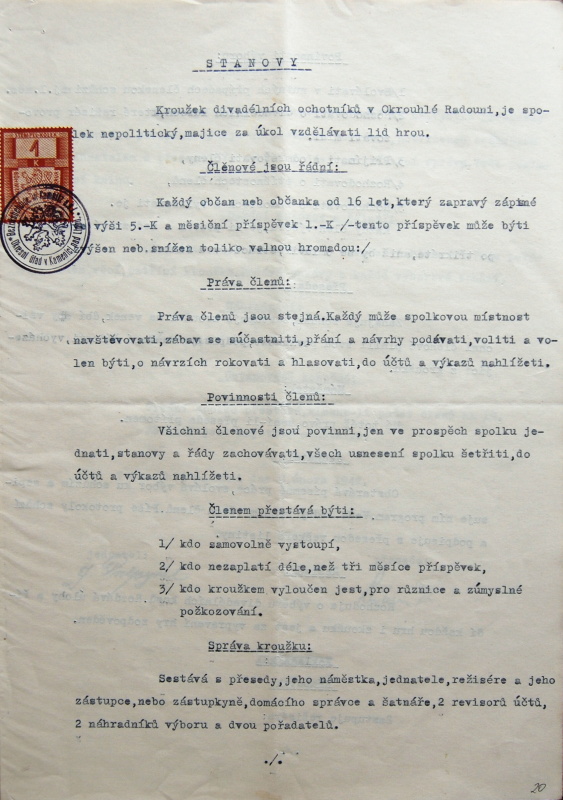 STANOVY
Kroužek divadélních ochotníků v Okrouhlé Radouni,je spo-
lek nepolitický,majíce za úkol vzdělávati lid hrou.
Členové jsou řádní:
Každý občan neb občanka od 16 let,který zapravý zápisné
ve výši 5.-K a měsíční příspěvek 1.-K /-tento příspěvek může býti
výšen neb.snížen toliko valnou hromadou:/
Práva členů:
Práva členů jsou stejná.Každý může spolkovou místnost
navštěvovati,zábav se súčastniti,přání a návrhy podávati,voliti a vo-
len býti,o návrzích rokovati a hlasovati,do účtů a výkazů nahlížeti.
Povinnosti členů:
Všichni členové jsou povinni,jen ve prospěch spolku je-
dnati,stanovy a řády zachovávati,všech usnesení spolku šetřiti,do
účtů a výkazů nahlížeti.
Členem přestává býti:
1/ kdo samovolně vystoupí,
2/ kdo nezaplatí déle,než tři měsíce příspěvek,
3/ kdo kroužkem vyloučen jest,pro různice a zúmyslné
požkozování.
Správa kroužku:
Sestává s přesedy,jeho náměstka,jednatele,režisére a jeho
zástupce,nebo zástupkyně,domácího správce a šatnáře,2 revisorů účtů,
2 náhradníků výboru a dvou pořadatelů.
./.
20
1
K